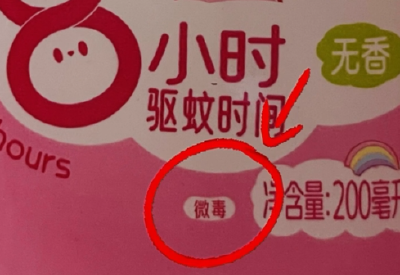 8小时
无香
驱蚊时间
hours
微毒
净含量:200毫升